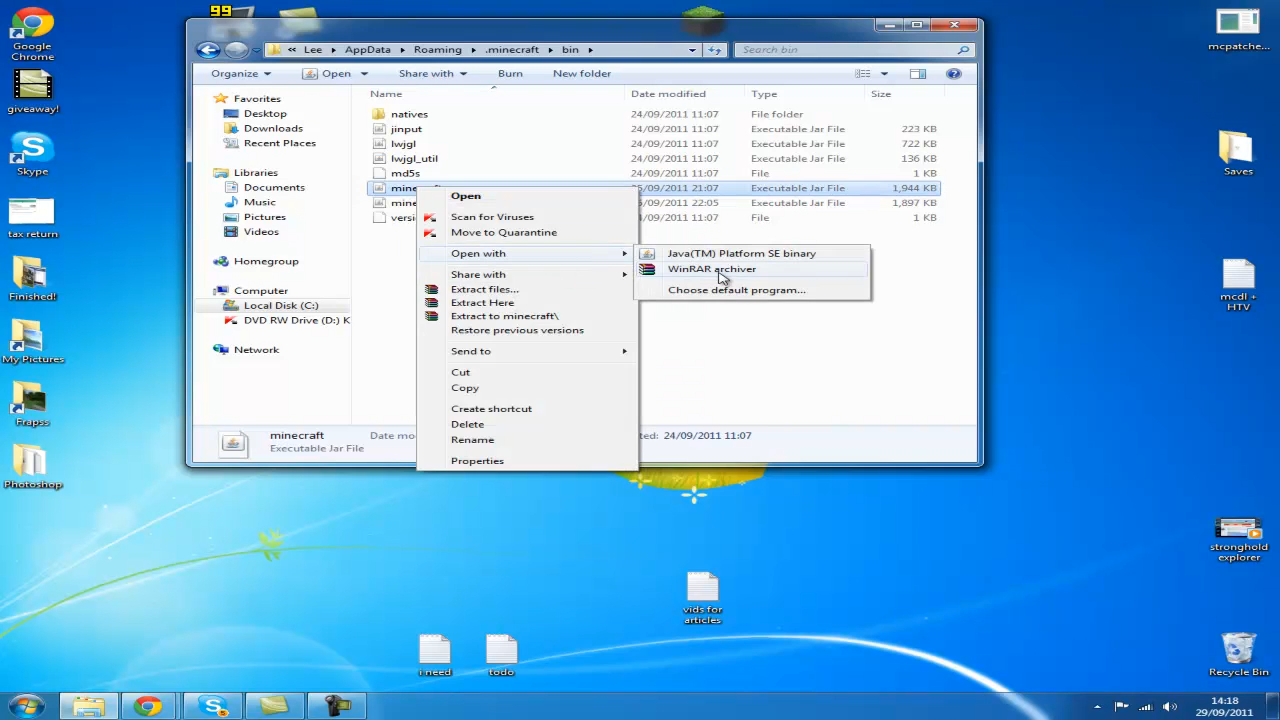 99
Google
Chrome
giveaway!
Skype
tax return
Finished!
My Pictures
Frapss
Photoshop
Lee
AppData
Roaming
.minecraft
bin
Search bin
Organize
Open
Share with
Burn
New folder
Favorites
Desktop
Downloads
Recent Places
Libraries
Documents
Music
Pictures
Videos
Homegroup
Computer
Local Disk (C:)
DVD RW Drive (D:) K
Network
Name Date modified Type Size
natives 24/09/2011 11:07 File folder
jinput 24/09/2011 11:07 Executable Jar File 223 KB
lwjgl 24/09/2011 11:07 Executable Jar File 722 KB
lwjgl_util 24/09/2011 11:07 Executable Jar File 136 KB
md5s 24/09/2011 11:07 File 1 KB
21:07 Executable Jar File 1,944 KB
22:05 Executable Jar File 1,897 KB
24/09/2011 11:07 File 1 KB
Open
Scan for Viruses
Move to Quarantine
Open with
Share with
Extract files...
Extract Here
Extract to minecraft\
Restore previous versions
Send to
Cut
Copy
Create shortcut
Delete
Rename
Properties
Java(TM) Platform SE binary
WinRAR archiver
Choose default program...
minecraft
Executable Jar File
24/09/2011 11:07
mcpatche...
Saves
mcdl +
HTV
stronghold
explorer
Recycle Bin
vids for
articles
i need
todo
14:18
29/09/2011